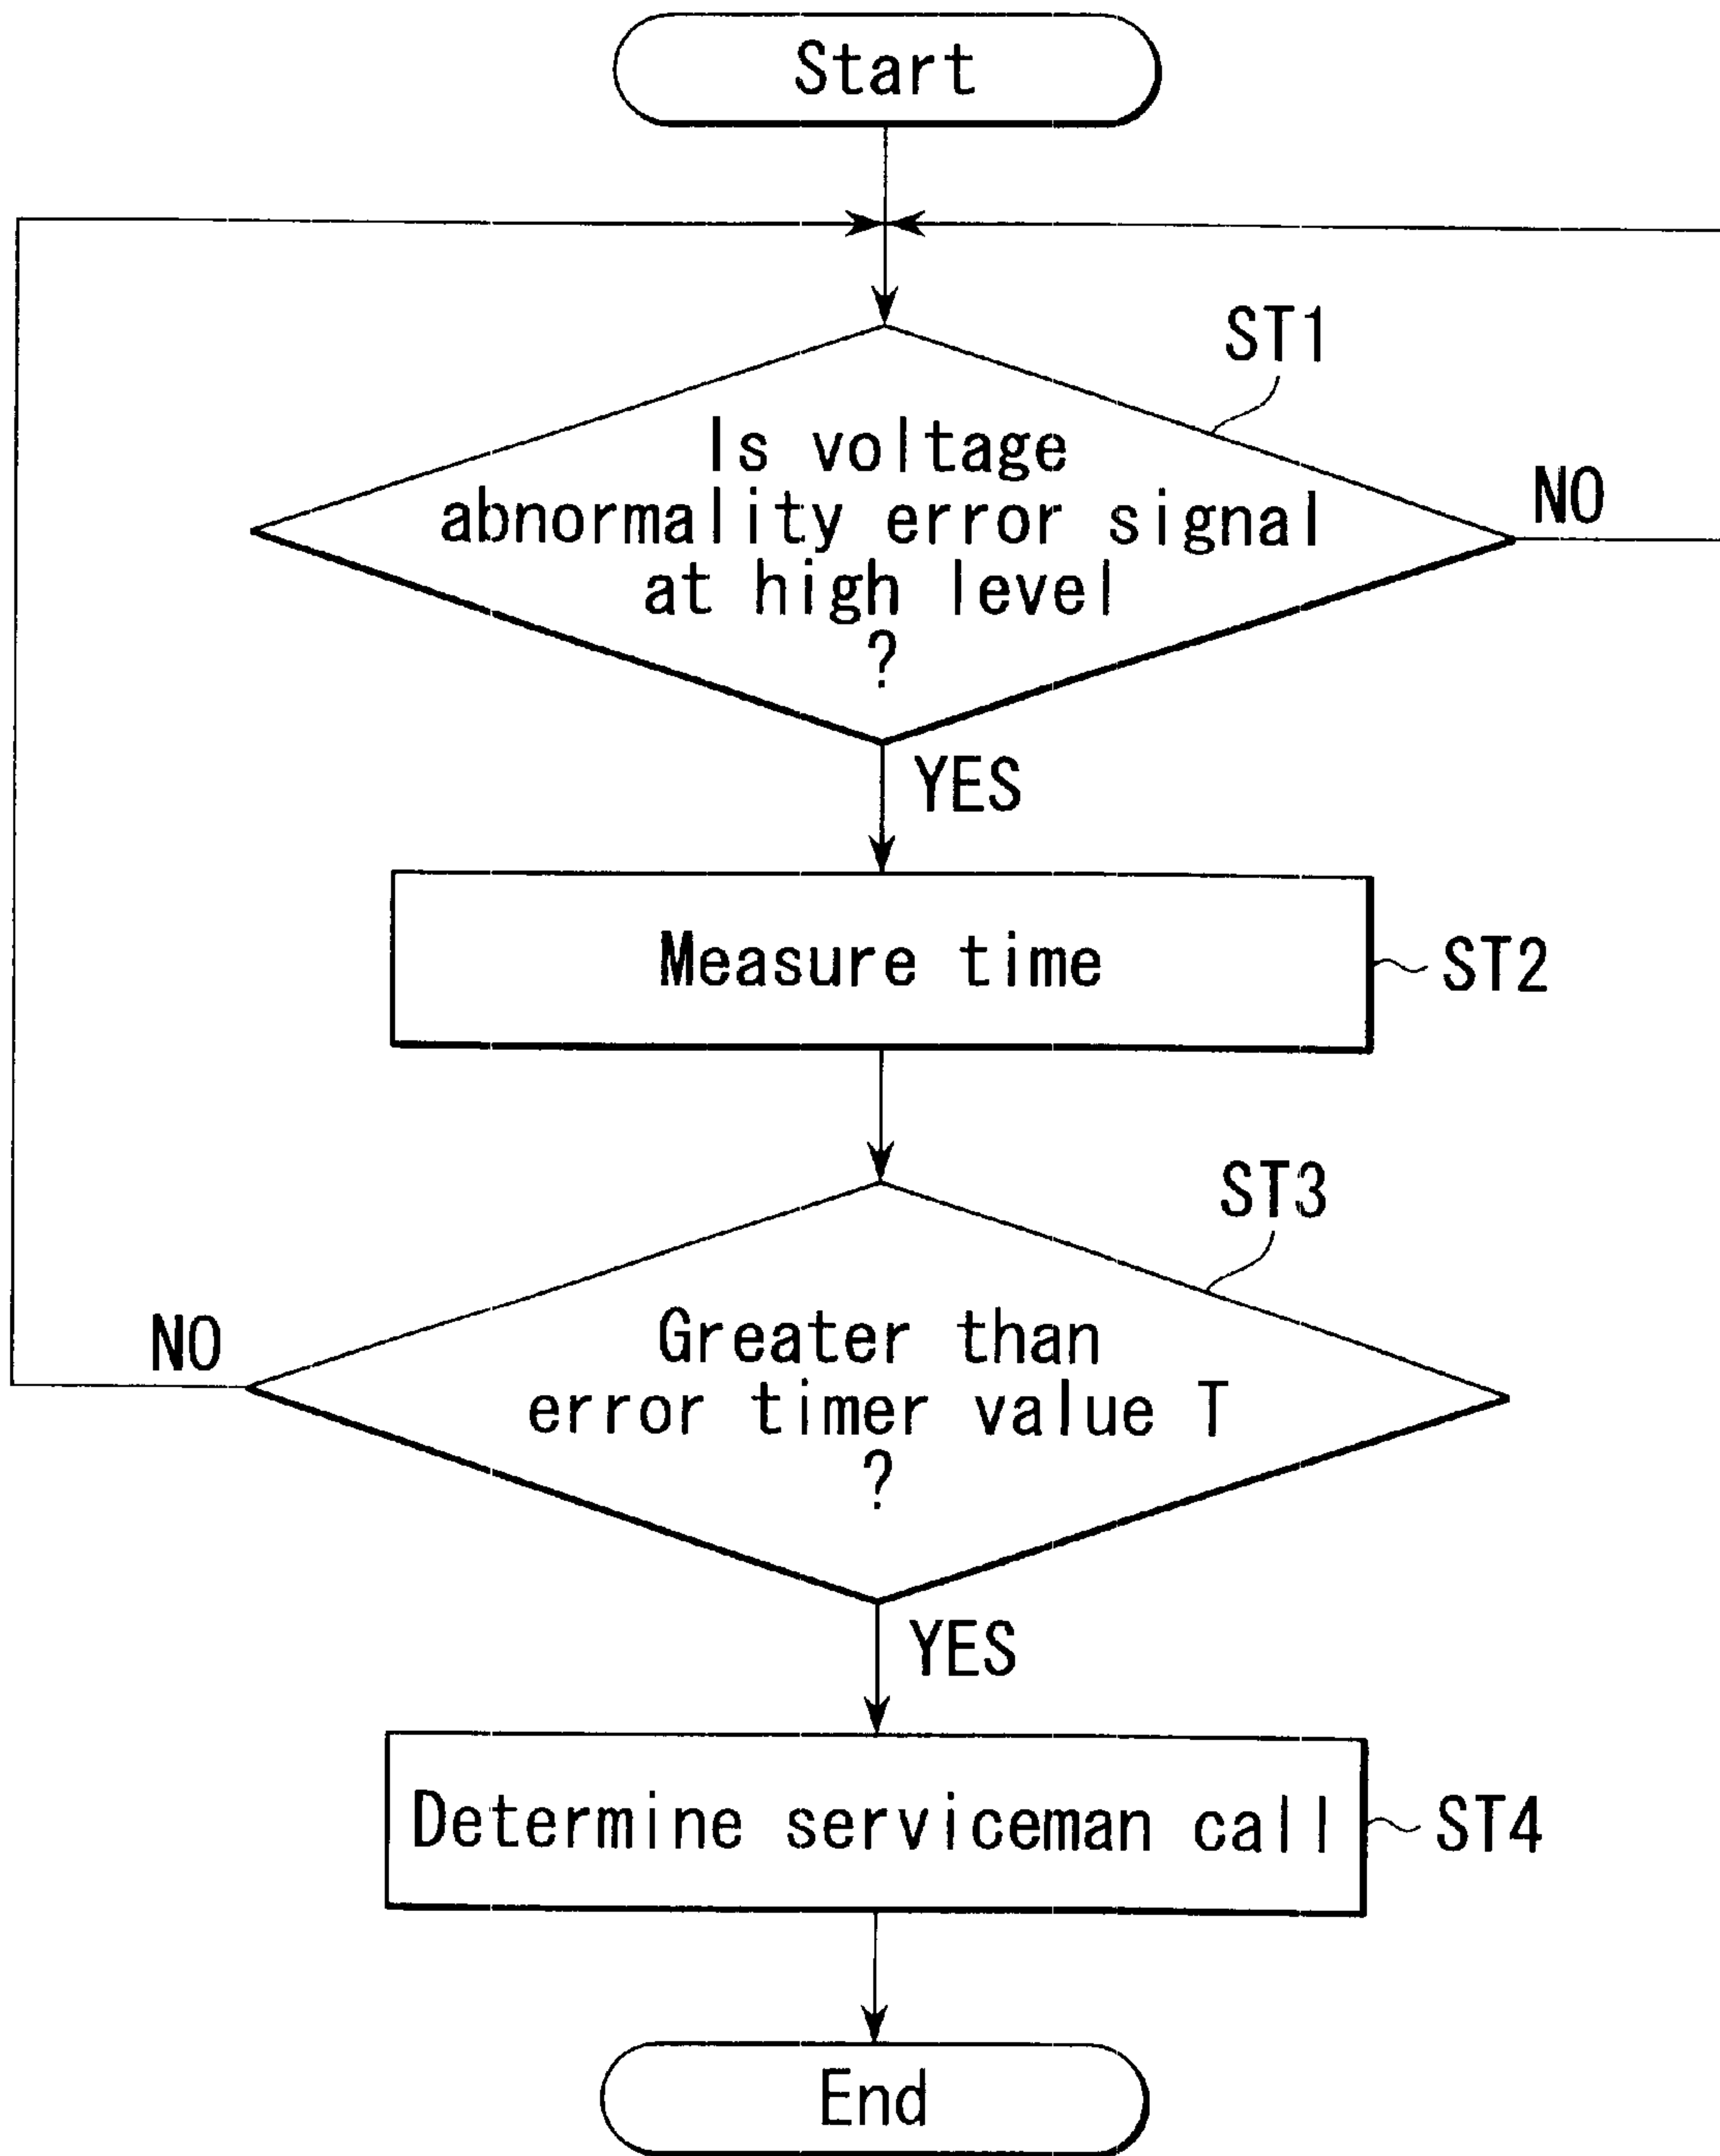 Start
ST1
Is voltage
abnormality error signal
at high level
?
NO
YES
Measure time
ST2
ST3
Greater than
error timer value T
?
NO
YES
Determine serviceman call
ST4
End